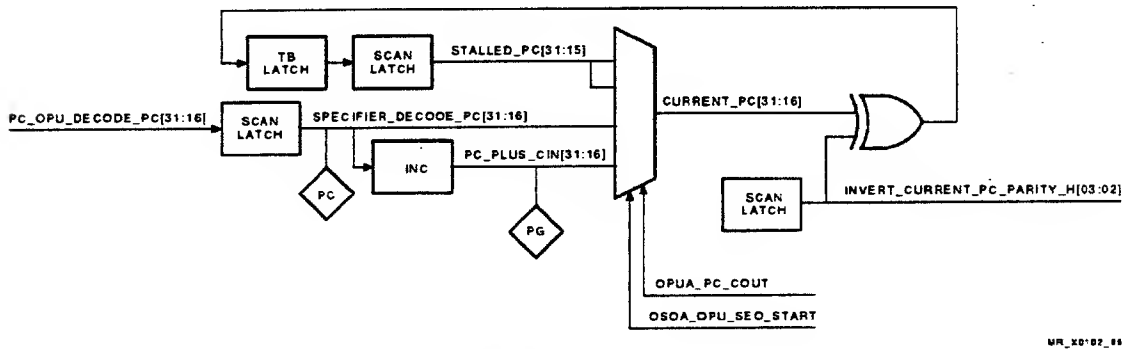 TB
LATCH
SCAN
LATCH
STALLED_PC[31:15]
CURRENT_PC[31:16]
PC_OPU_DECODE_PC[31:16]
SCAN
LATCH
SPECIFIER_DECODE_PC[31:16]
INC
PC_PLUS_CIN[31:16]
PC
PG
SCAN
LATCH
INVERT_CURRENT_PC_PARITY_H[03:02]
OPUA_PC_COUT
OSOA_OPU_SEO_START